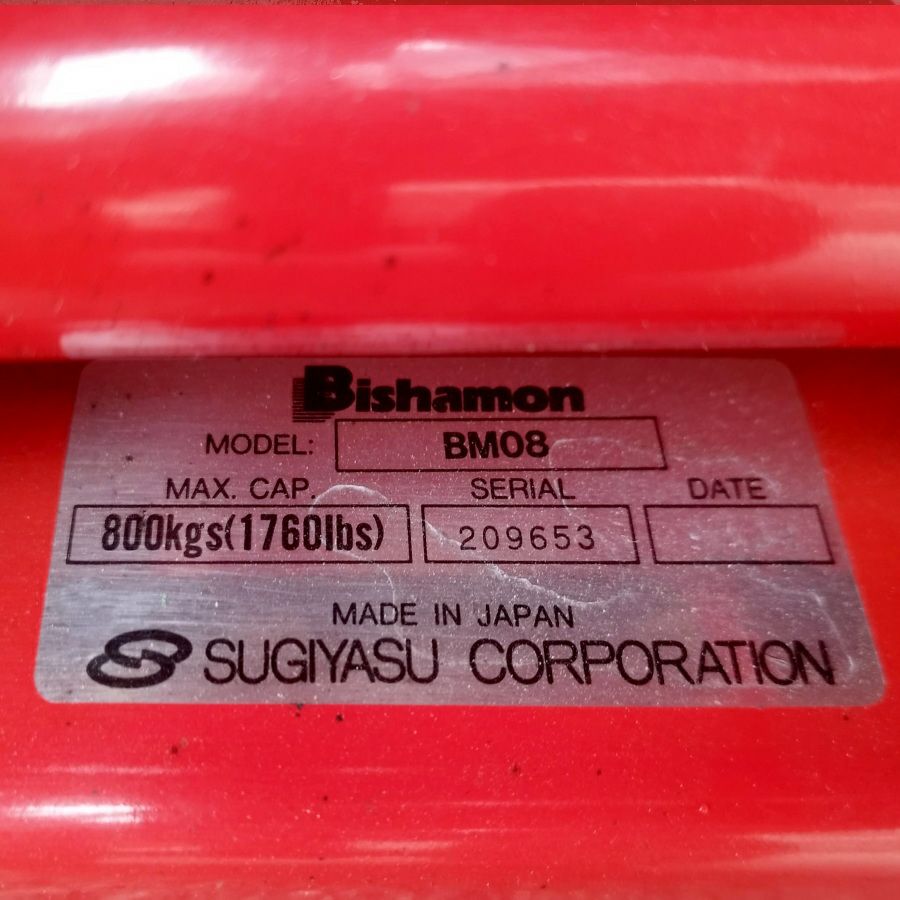 Bishamon
MODEL: BM08
MAX. CAP. SERIAL DATE
800kgs(1760lbs) 209653
MADE IN JAPAN
SUGIYASU CORPORATION